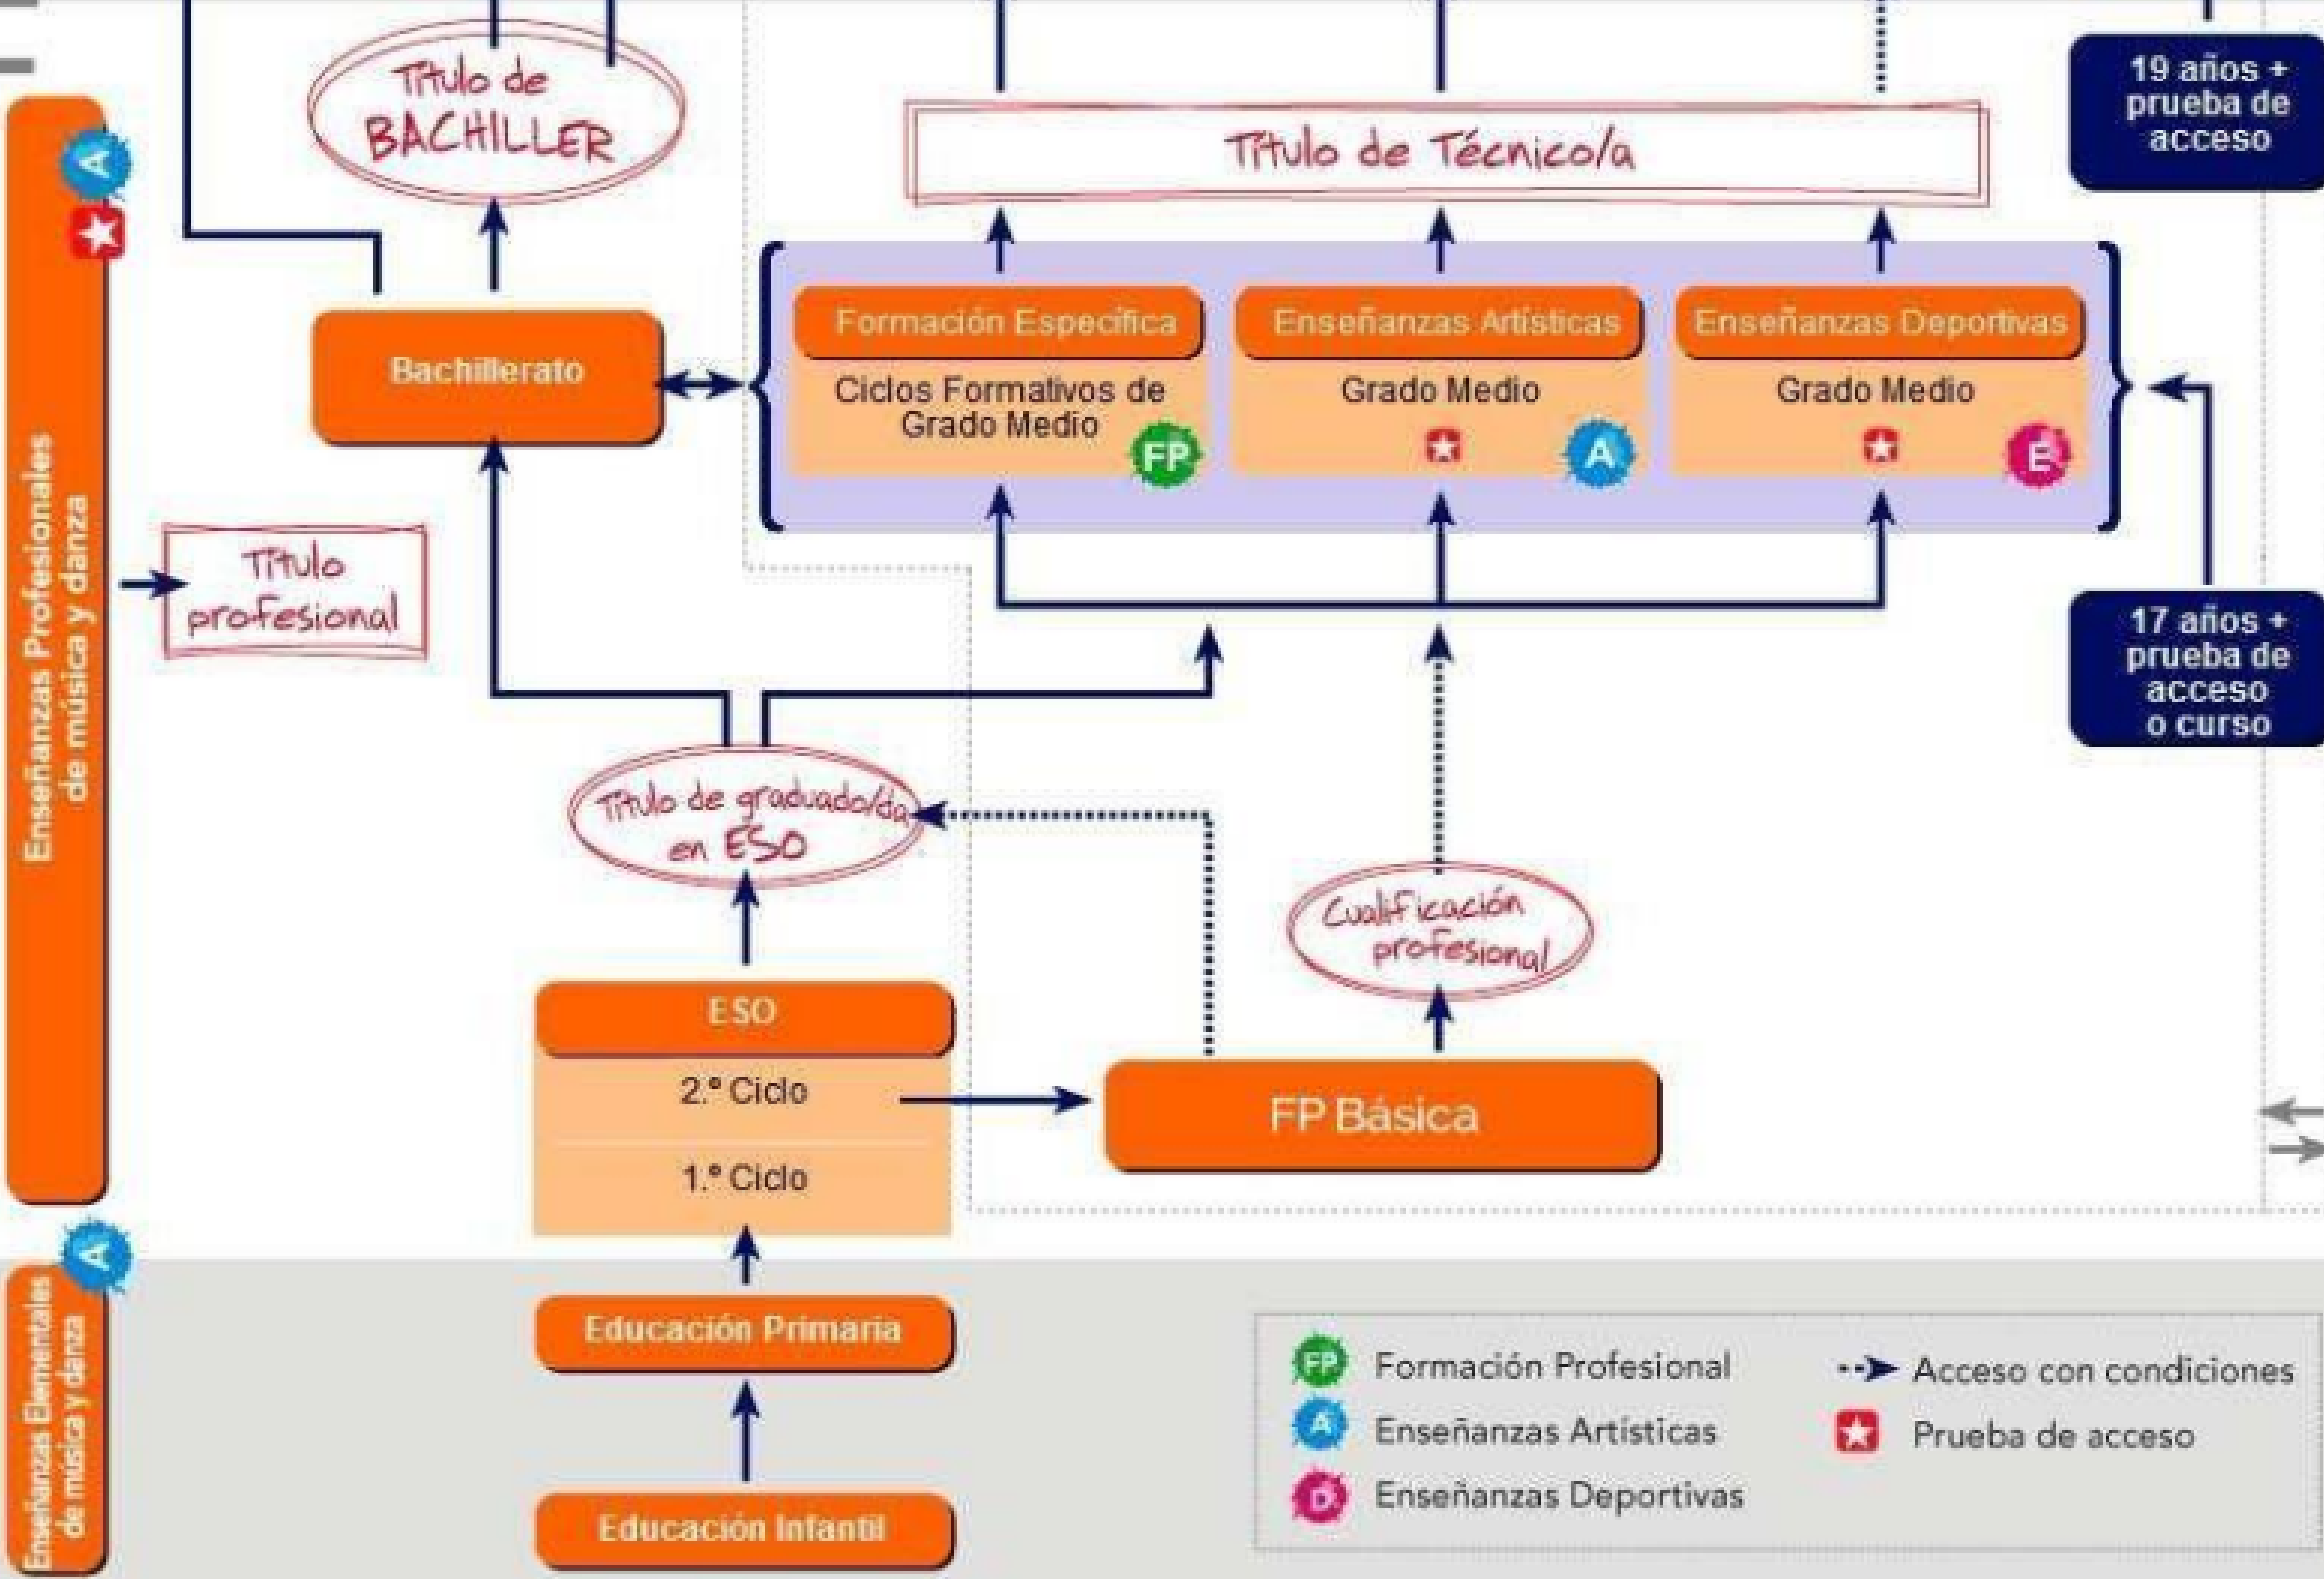 Título de
BACHILLER
Título de Técnico/a
19 años +
prueba de
acceso
A
Enseñanzas Profesionales
de música y danza
Bachillerato
Formación Específica
Ciclos Formativos de
Grado Medio
FP
Enseñanzas Artísticas
Grado Medio
A
Enseñanzas Deportivas
Grado Medio
E
Título
profesional
17 años +
prueba de
acceso
o curso
Título de graduado/da
en ESO
Cualificación
profesional
ESO
2.º Ciclo
1.º Ciclo
FP Básica
A
Enseñanzas Elementales
de música y danza
Educación Primaria
Educación Infantil
FP Formación Profesional
A Enseñanzas Artísticas
D Enseñanzas Deportivas
Acceso con condiciones
Prueba de acceso